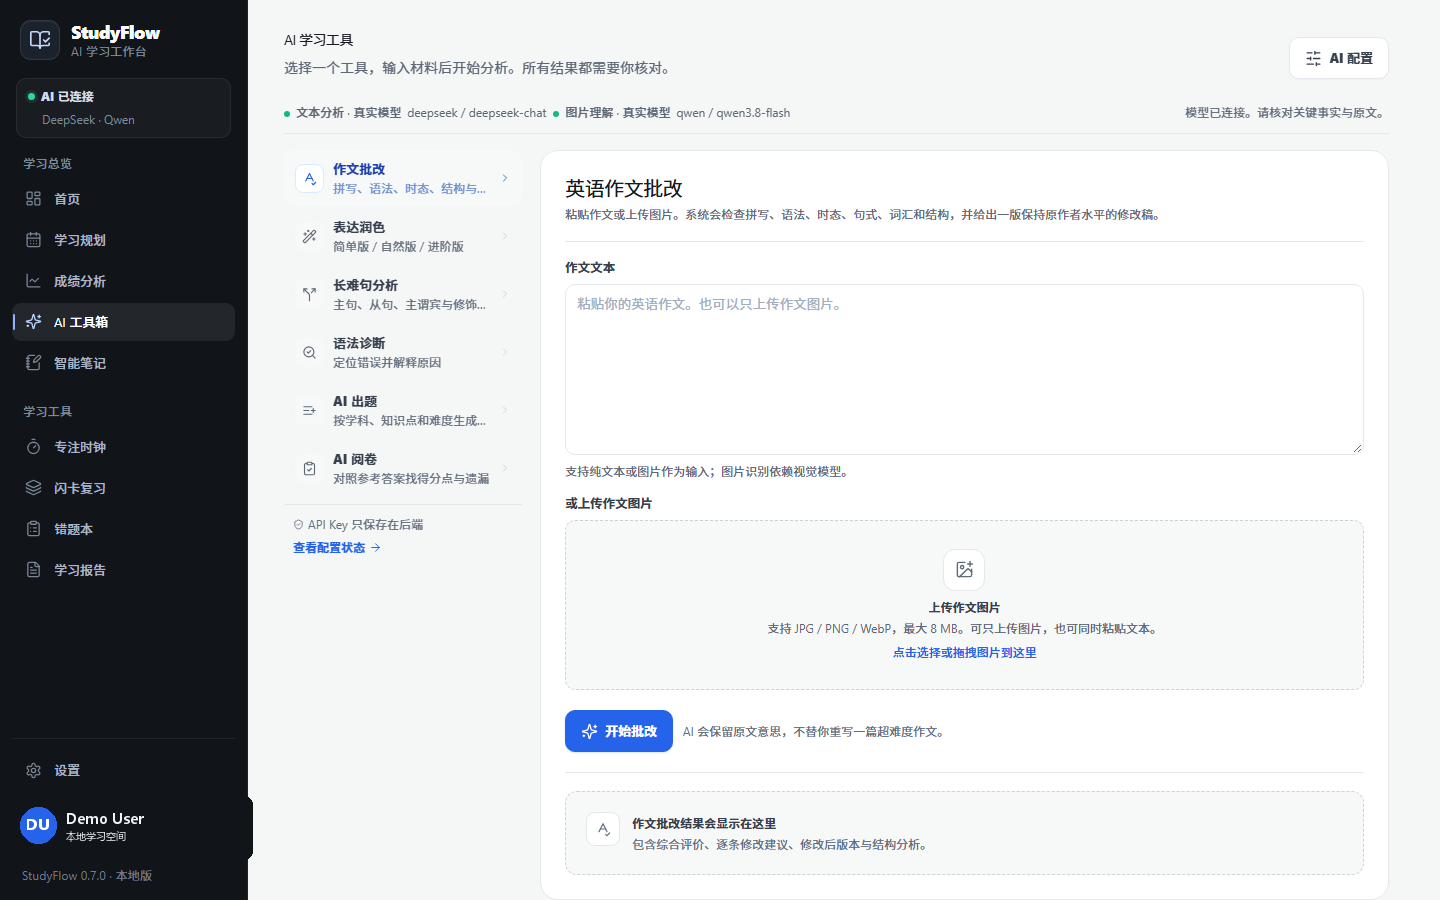 StudyFlow
AI 学习工作台
AI 已连接
DeepSeek · Qwen
学习总览
首页
学习规划
成绩分析
AI 工具箱
智能笔记
学习工具
专注时钟
闪卡复习
错题本
学习报告
设置
DU
Demo User
本地学习空间
StudyFlow 0.7.0 · 本地版
AI 学习工具
选择一个工具，输入材料后开始分析。所有结果都需要你核对。
AI 配置
文本分析 · 真实模型 deepseek / deepseek-chat 图片理解 · 真实模型 qwen / qwen3.8-flash
模型已连接。请核对关键事实与原文。
作文批改
拼写、语法、时态、结构与...
表达润色
简单版 / 自然版 / 进阶版
长难句分析
主句、从句、主谓宾与修饰...
语法诊断
定位错误并解释原因
AI 出题
按学科、知识点和难度生成...
AI 阅卷
对照参考答案找得分点与遗漏
API Key 只保存在后端
查看配置状态 →
英语作文批改
粘贴作文或上传图片。系统会检查拼写、语法、时态、句式、词汇和结构，并给出一版保持原作者水平的修改稿。
作文文本
粘贴你的英语作文。也可以只上传作文图片。
支持纯文本或图片作为输入；图片识别依赖视觉模型。
或上传作文图片
上传作文图片
支持 JPG / PNG / WebP，最大 8 MB。可只上传图片，也可同时粘贴文本。
点击选择或拖拽图片到这里
开始批改
AI 会保留原文意思，不替你重写一篇超难度作文。
作文批改结果会显示在这里
包含综合评价、逐条修改建议、修改后版本与结构分析。